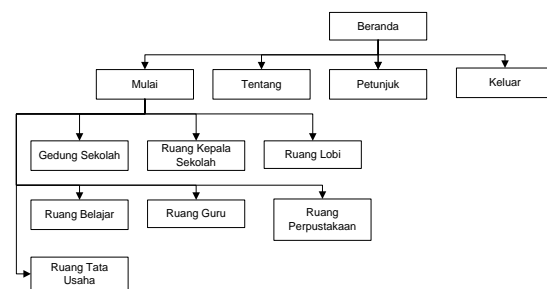 Beranda
Mulai
Tentang
Petunjuk
Keluar
Gedung Sekolah
Ruang Kepala
Sekolah
Ruang Lobi
Ruang Belajar
Ruang Guru
Ruang
Perpustakaan
Ruang Tata
Usaha